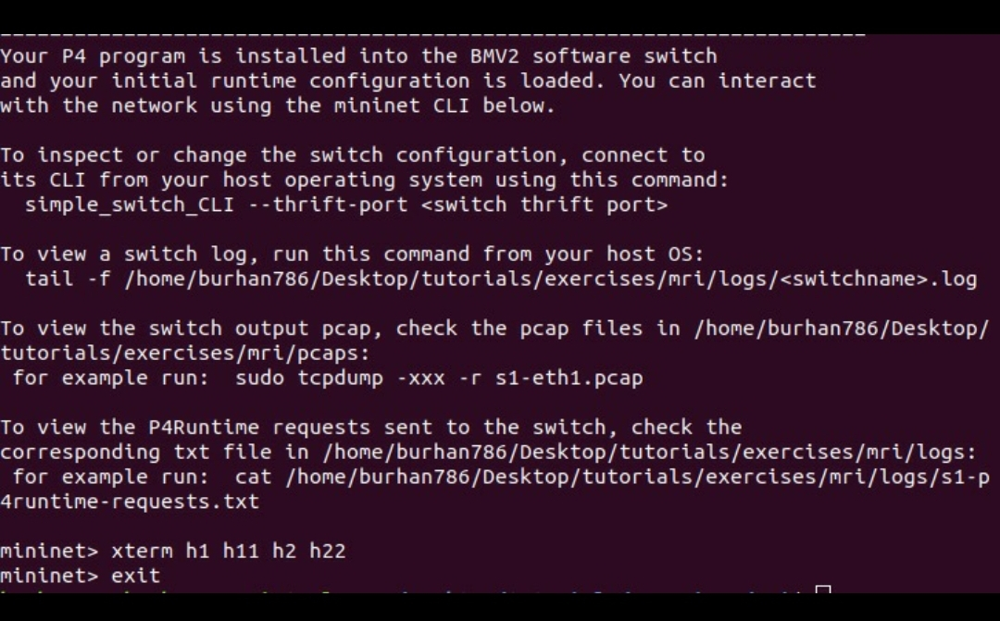 Your P4 program is installed into the BMV2 software switch
and your initial runtime configuration is loaded. You can interact
with the network using the mininet CLI below.
To inspect or change the switch configuration, connect to
its CLI from your host operating system using this command:
simple_switch_CLI --thrift-port <switch thrift port>
To view a switch log, run this command from your host OS:
tail -f /home/burhan786/Desktop/tutorials/exercises/mri/logs/<switchname>.log
To view the switch output pcap, check the pcap files in /home/burhan786/Desktop/
tutorials/exercises/mri/pcaps:
for example run:  sudo tcpdump -xxx -r s1-eth1.pcap
To view the P4Runtime requests sent to the switch, check the
corresponding txt file in /home/burhan786/Desktop/tutorials/exercises/mri/logs:
for example run:  cat /home/burhan786/Desktop/tutorials/exercises/mri/logs/s1-p
4runtime-requests.txt
mininet> xterm h1 h11 h2 h22
mininet> exit